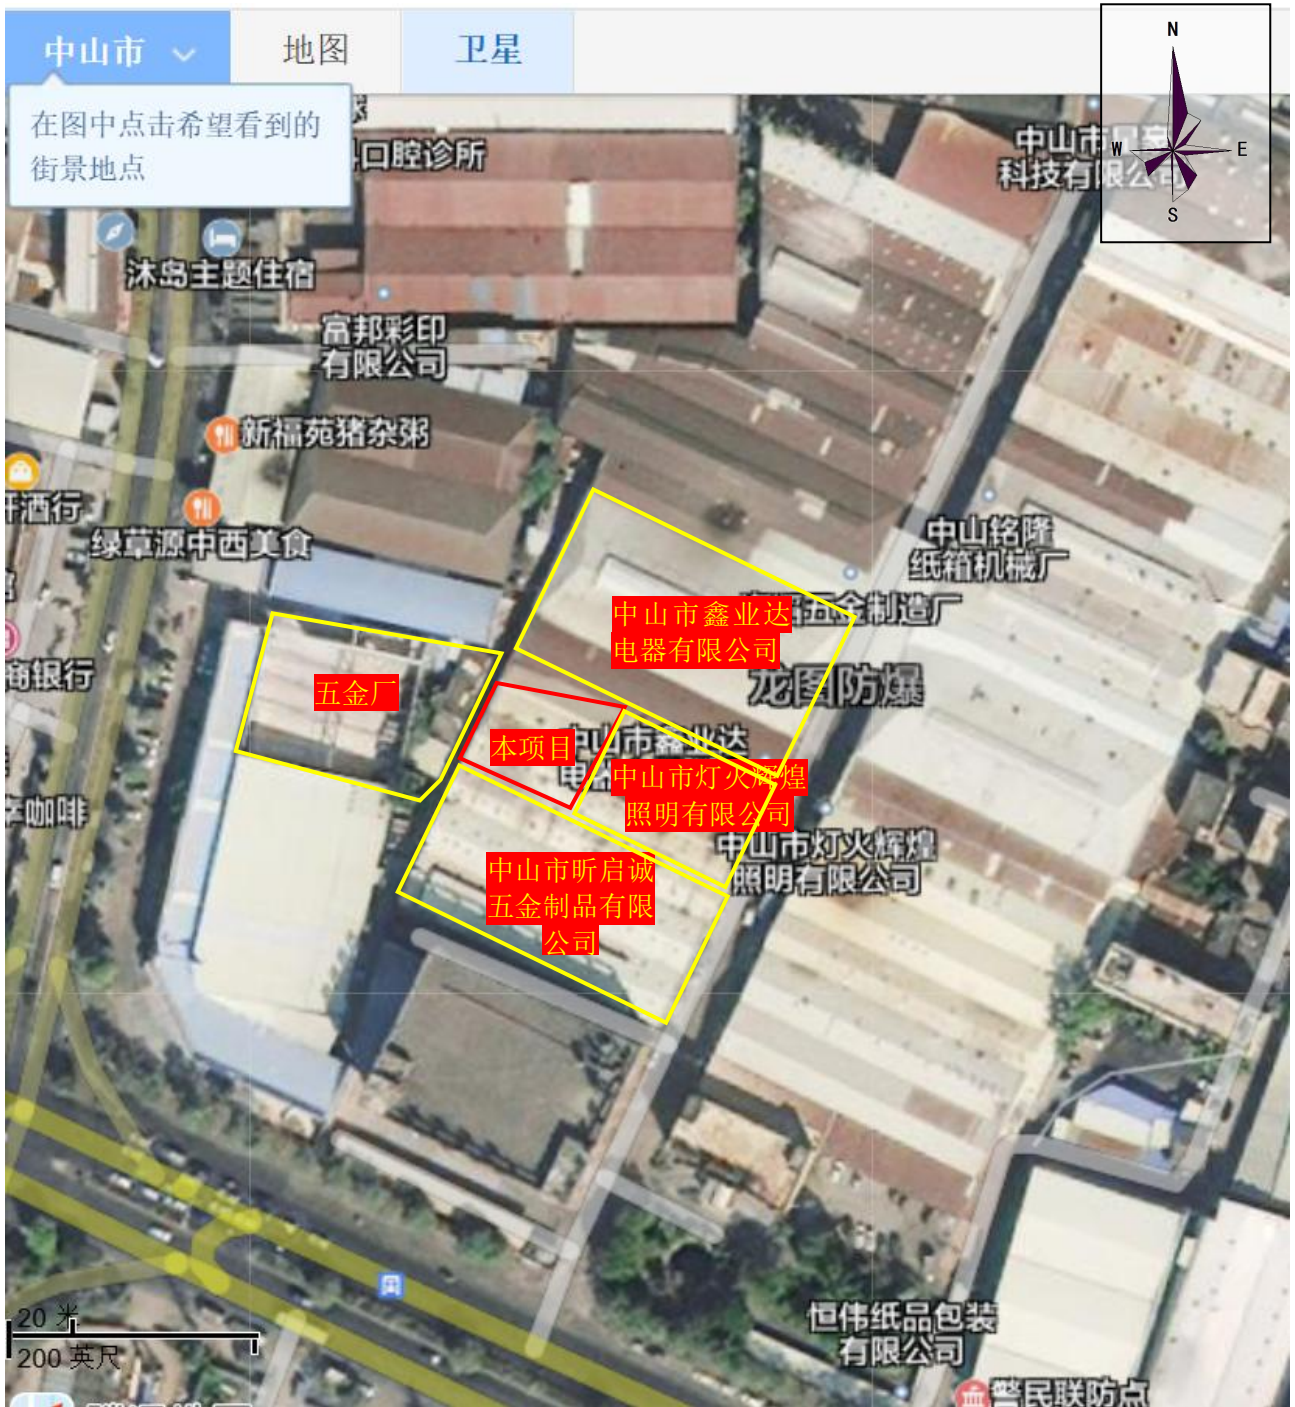 中山市
地图
卫星
在图中点击希望看到的
街景地点
N
W
E
S
口腔诊所
科技有限公司
沐岛主题住宿
富邦彩印
有限公司
新福苑猪杂粥
酒行
绿草源中西美食
中山铭隆
纸箱机械厂
五金制造厂
中山市鑫业达
电器有限公司
龙图防爆
商银行
五金厂
本项目
中山市鑫业达
中山市灯火辉煌
照明有限公司
咖啡
中山市灯火辉煌
照明有限公司
中山市昕启诚
五金制品有限
公司
20 米
200 英尺
恒伟纸品包装
有限公司
警民联防点